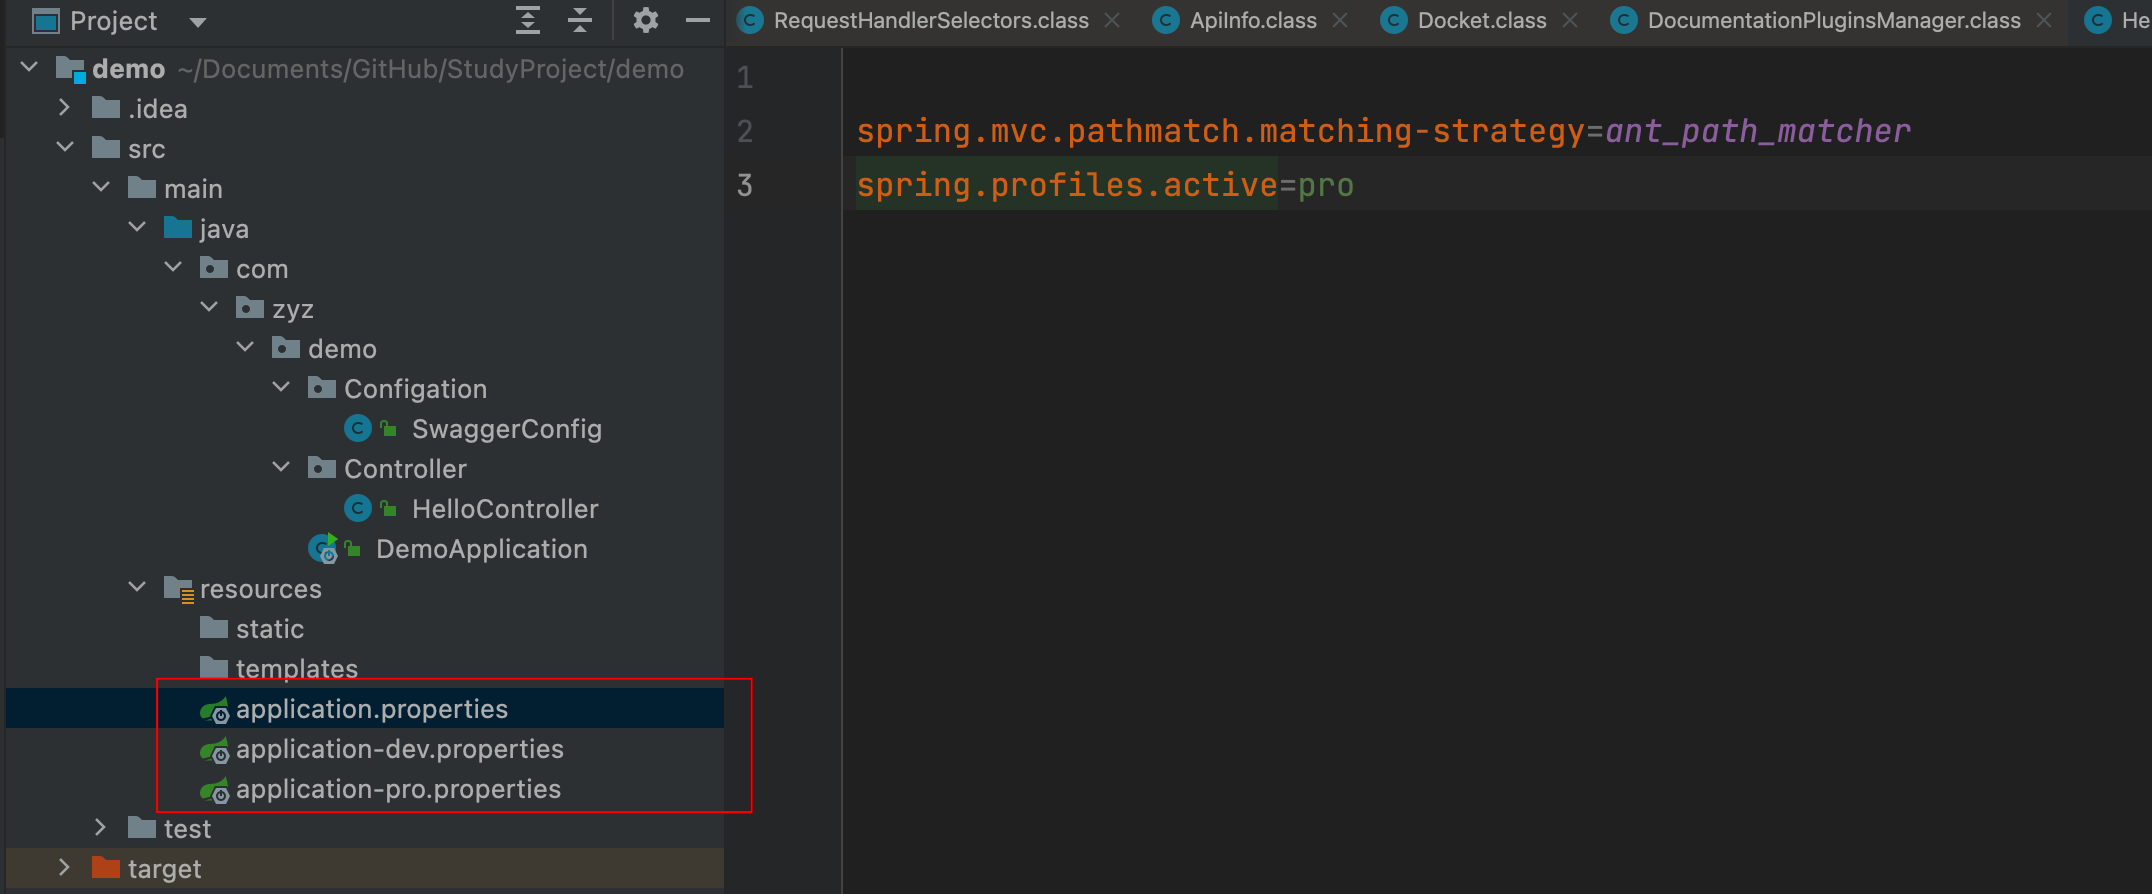 Project
RequestHandlerSelectors.class
ApiInfo.class
Docket.class
DocumentationPluginsManager.class
He
demo ~/Documents/GitHub/StudyProject/demo
.idea
src
main
java
com
zyz
demo
Configation
SwaggerConfig
Controller
HelloController
DemoApplication
resources
static
templates
application.properties
application-dev.properties
application-pro.properties
test
target
1
2 spring.mvc.pathmatch.matching-strategy=ant_path_matcher
3 spring.profiles.active=pro